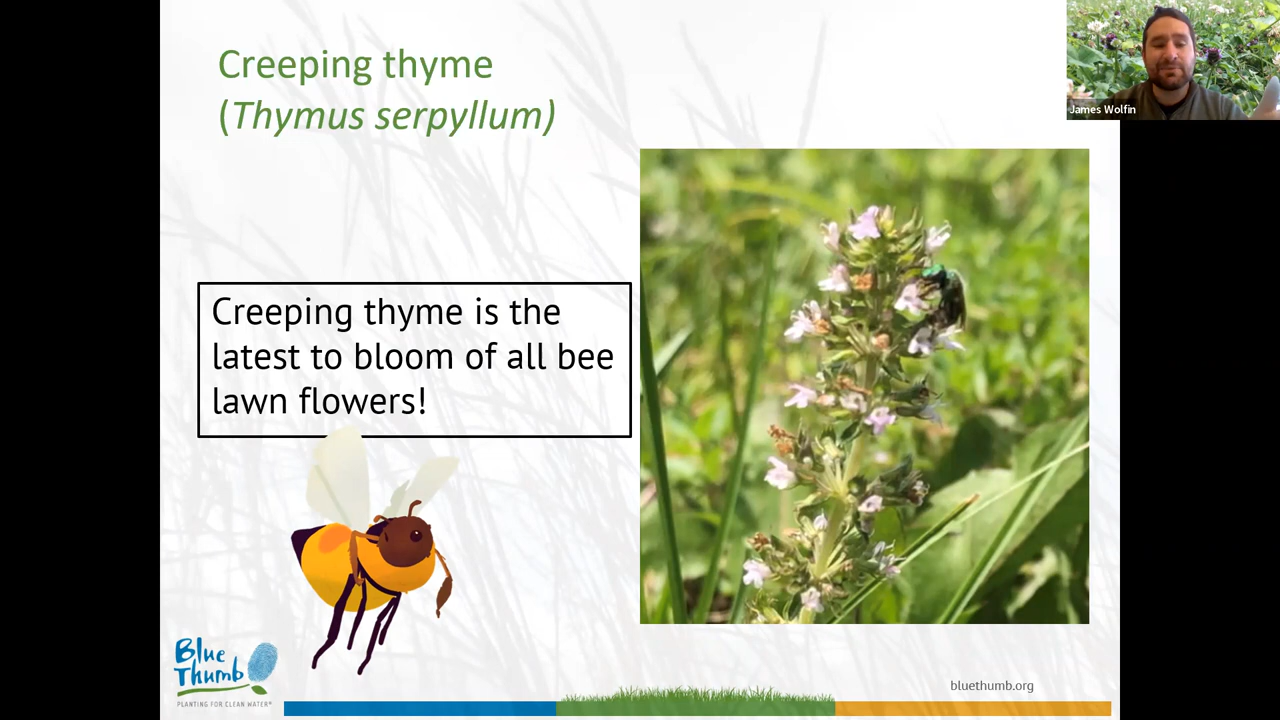 Creeping thyme
(Thymus serpyllum)
James Wolfin
Creeping thyme is the
latest to bloom of all bee
lawn flowers!
Blue
Thumb
PLANTING FOR CLEAN WATER®
bluethumb.org